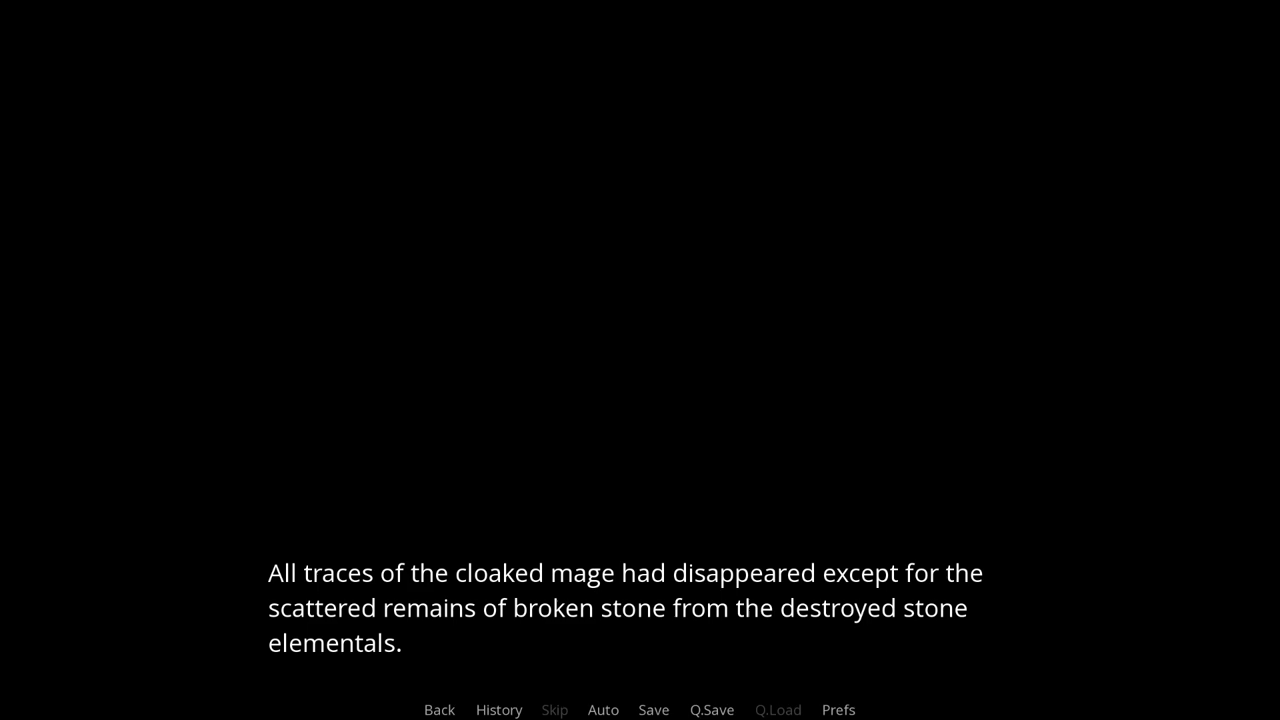 All traces of the cloaked mage had disappeared except for the
scattered remains of broken stone from the destroyed stone
elementals.
Back History Skip Auto Save Q.Save Q.Load Prefs